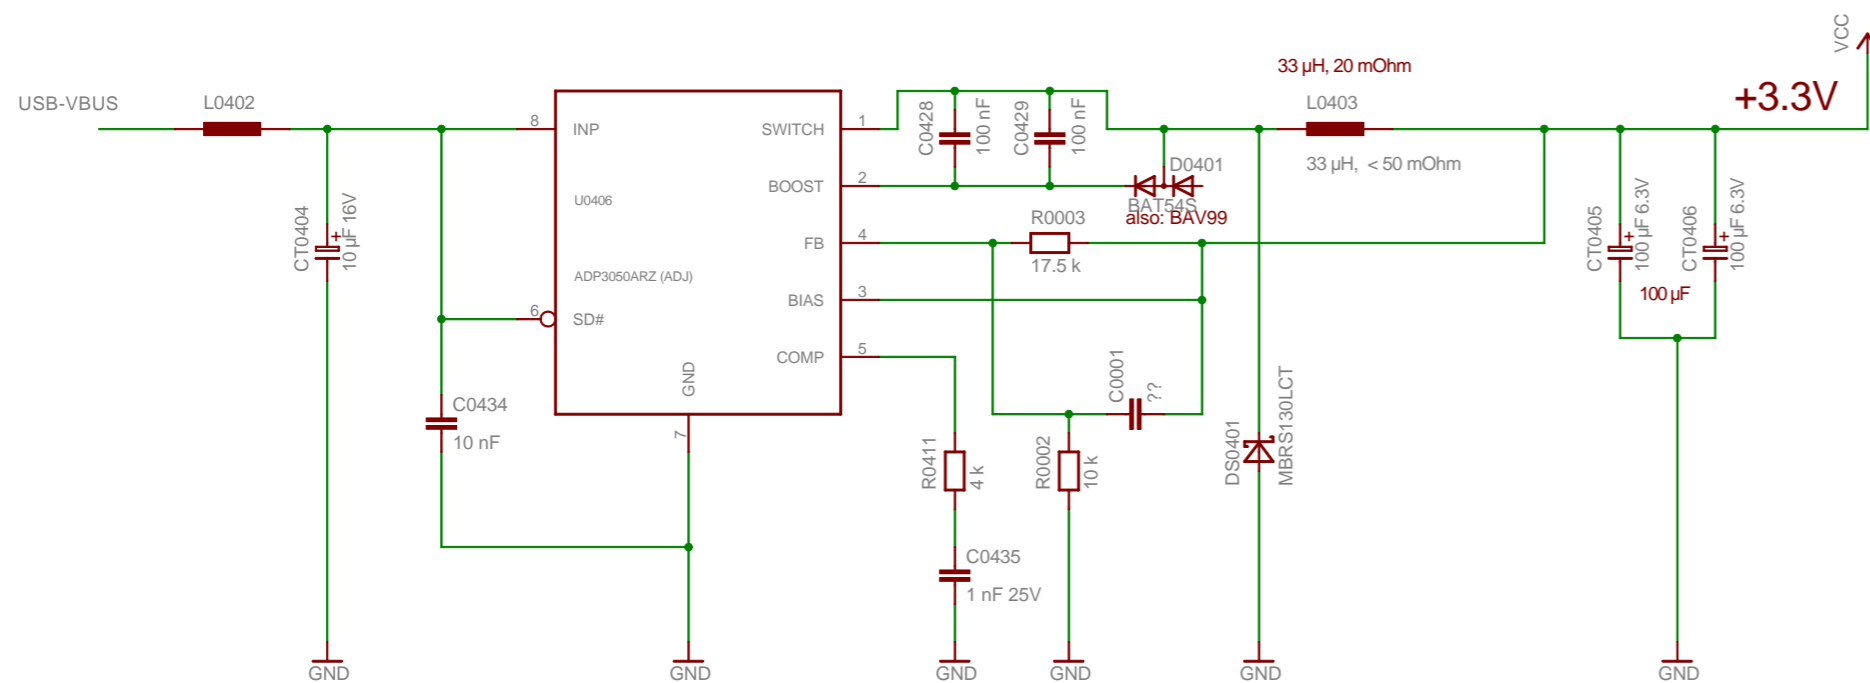 USB-VBUS
L0402
CT0404
10 µF 16V
C0434
10 nF
8
INP
U0406
ADP3050ARZ (ADJ)
6
SD#
GND
7
SWITCH
1
BOOST
2
FB
4
BIAS
3
COMP
5
C0428
100 nF
C0429
100 nF
D0401
BAT54S
also: BAV99
R0003
17.5 k
C0001
??
R0411
4 k
R0002
10 k
C0435
1 nF 25V
DS0401
MBRS130LCT
33 µH, 20 mOhm
L0403
33 µH, < 50 mOhm
+3.3V
VCC
CT0405
100 µF 6.3V
CT0406
100 µF 6.3V
100 µF
GND
GND
GND
GND
GND
GND